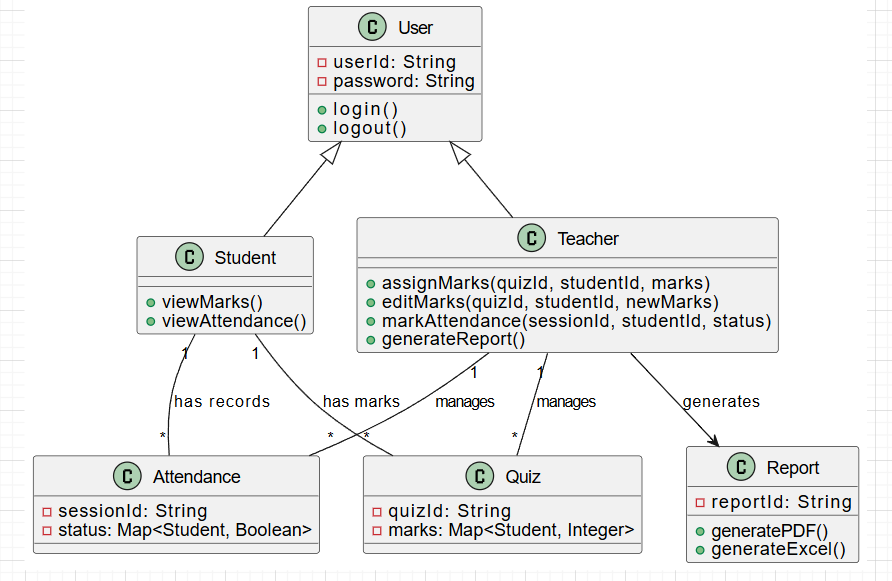 C User
userId: String
password: String
login()
logout()
C Student
viewMarks()
viewAttendance()
C Teacher
assignMarks(quizId, studentId, marks)
editMarks(quizId, studentId, newMarks)
markAttendance(sessionId, studentId, status)
generateReport()
1 1 1 1
has records has marks manages manages generates
* * * *
C Attendance
sessionId: String
status: Map<Student, Boolean>
C Quiz
quizId: String
marks: Map<Student, Integer>
C Report
reportId: String
generatePDF()
generateExcel()